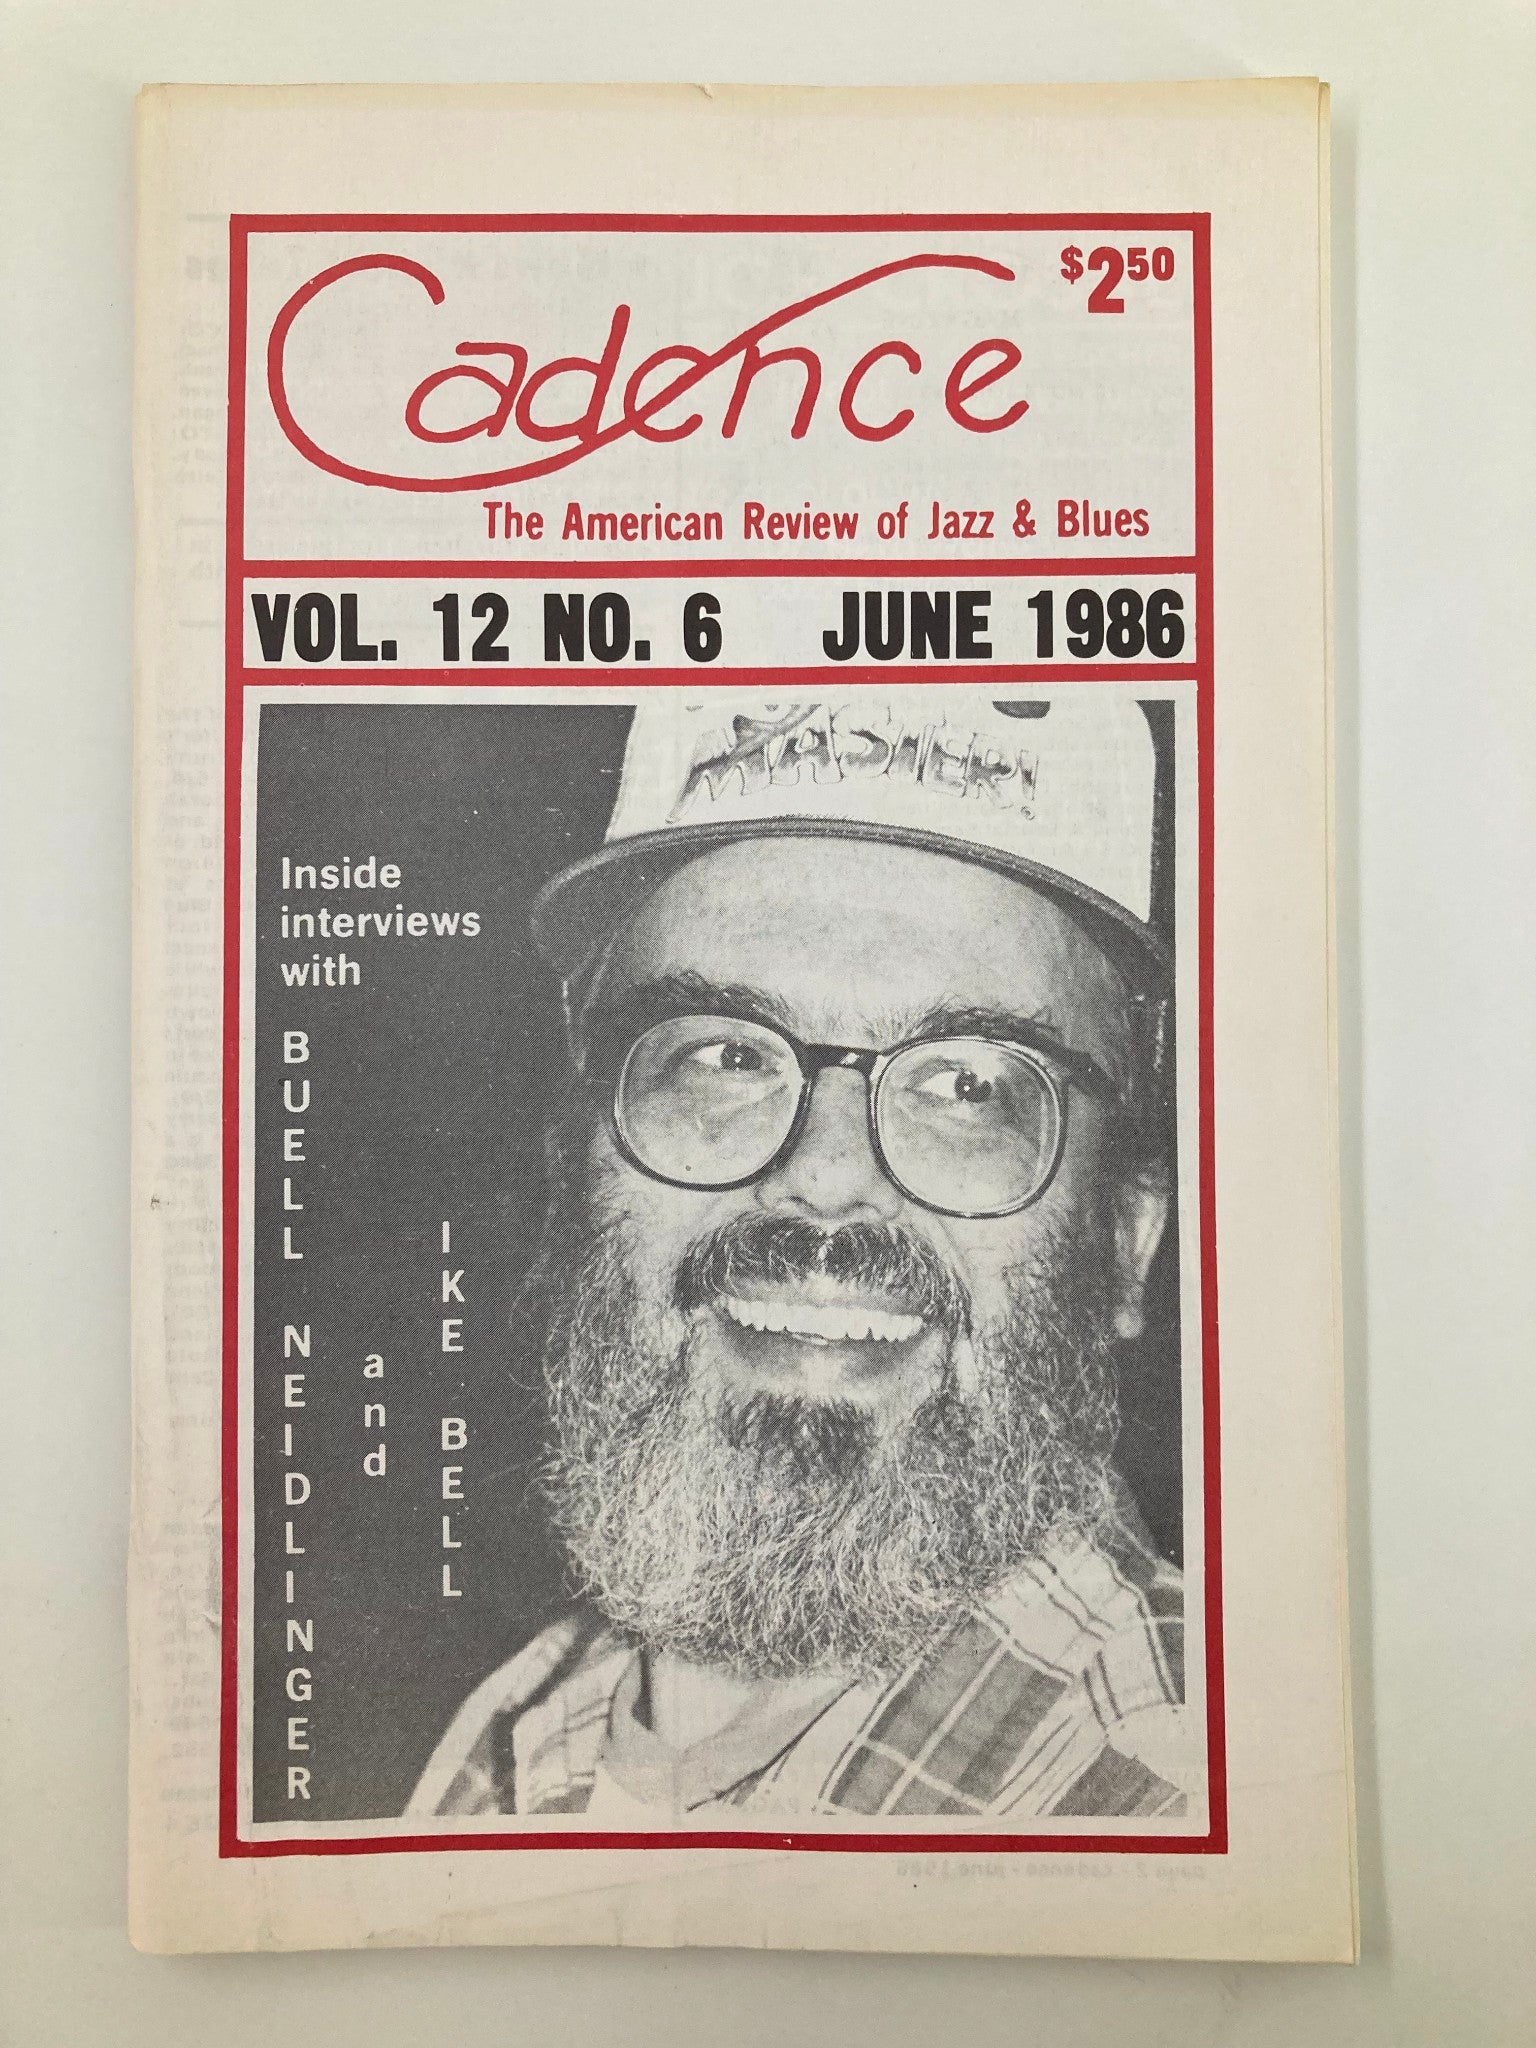 Cadence
$2.50
The American Review of Jazz & Blues
VOL. 12 NO. 6 JUNE 1986
MASTER!
Inside
interviews
with
BUELL NEIDLINGER
and
IKE BELL